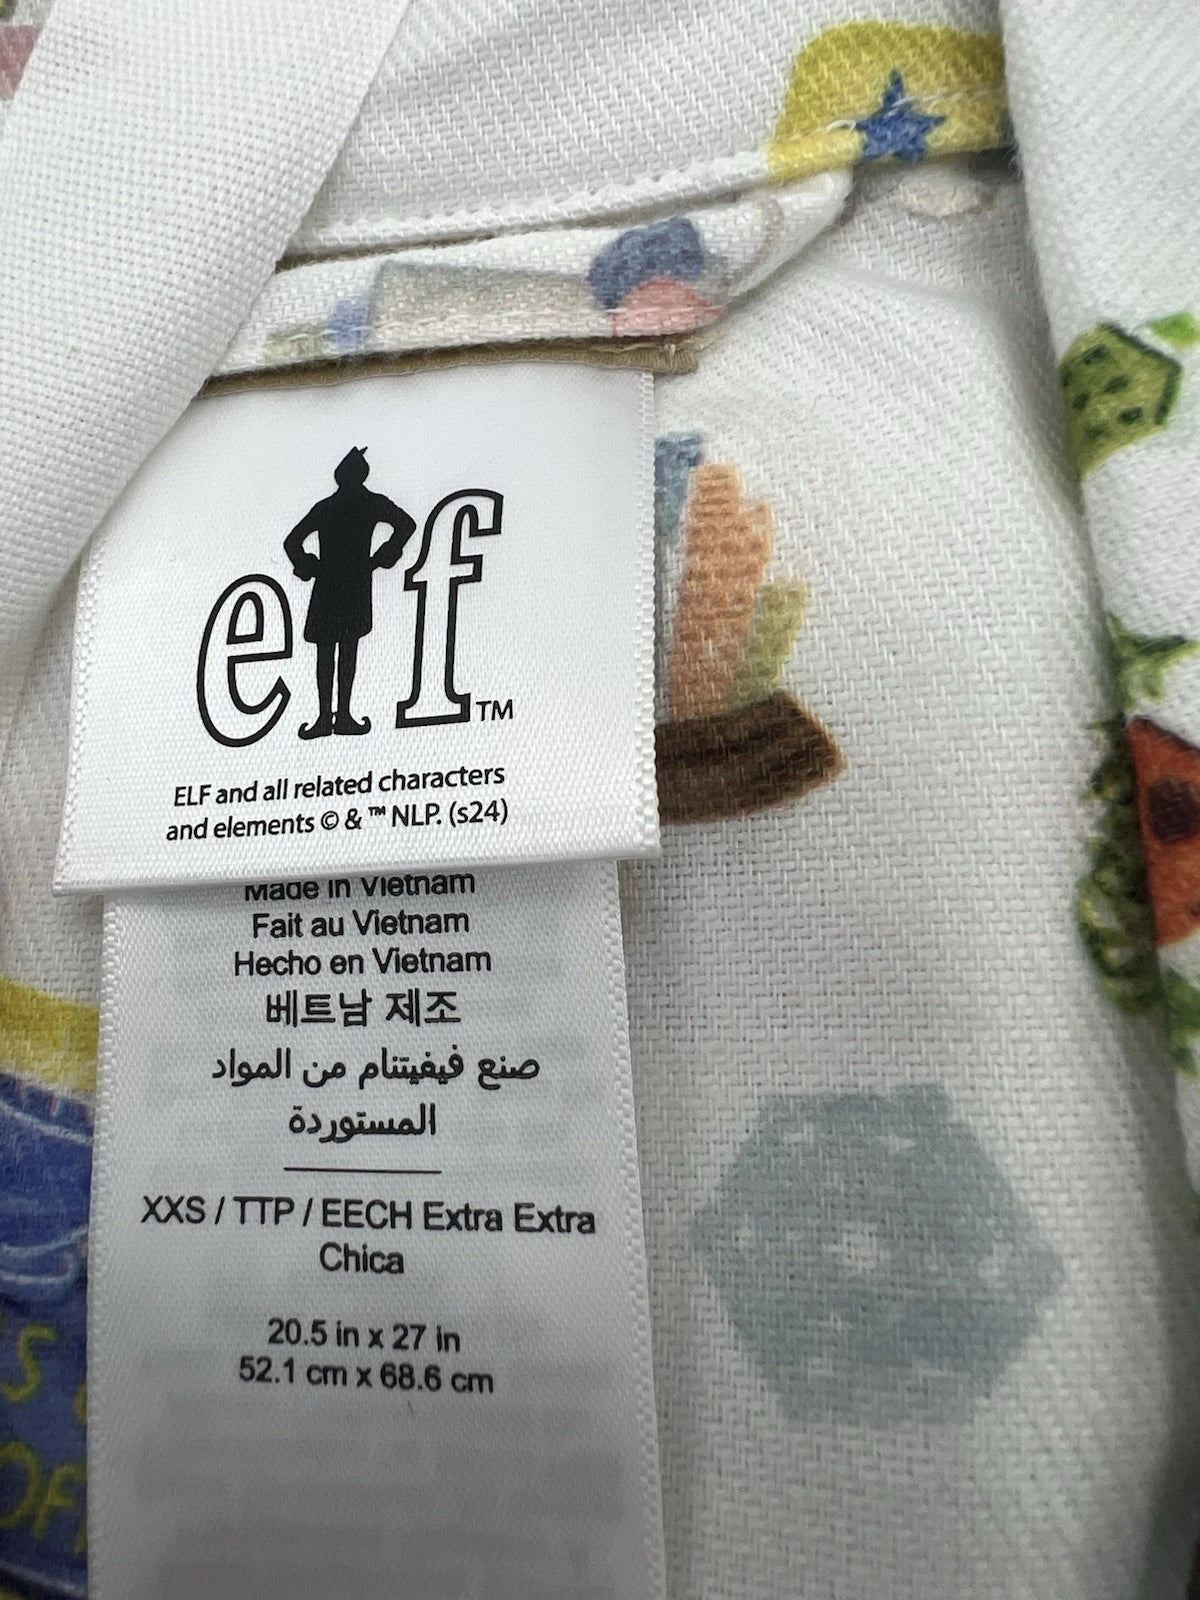 elf™
ELF and all related characters
and elements © & ™ NLP. (s24)
Made in Vietnam
Fait au Vietnam
Hecho en Vietnam
베트남 제조
صنع فيفيتنام من المواد
المستوردة
XXS / TTP / EECH Extra Extra
Chica
20.5 in x 27 in
52.1 cm x 68.6 cm